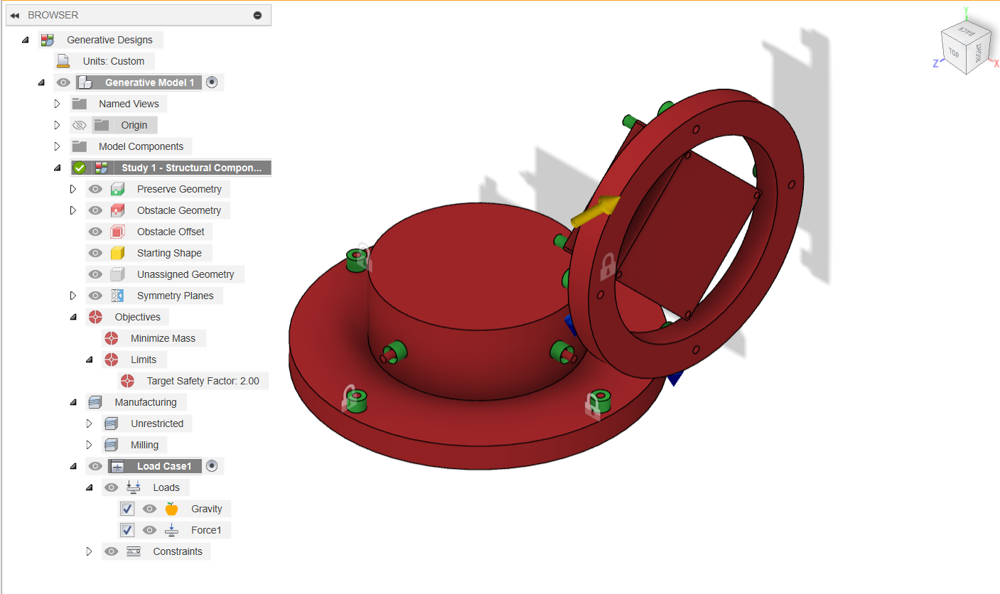 BROWSER
Generative Designs
Units: Custom
Generative Model 1
Named Views
Origin
Model Components
Study 1 - Structural Compon...
Preserve Geometry
Obstacle Geometry
Obstacle Offset
Starting Shape
Unassigned Geometry
Symmetry Planes
Objectives
Minimize Mass
Limits
Target Safety Factor: 2.00
Manufacturing
Unrestricted
Milling
Load Case1
Loads
Gravity
Force1
Constraints
Y
BACK
TOP
RIGHT
Z
X